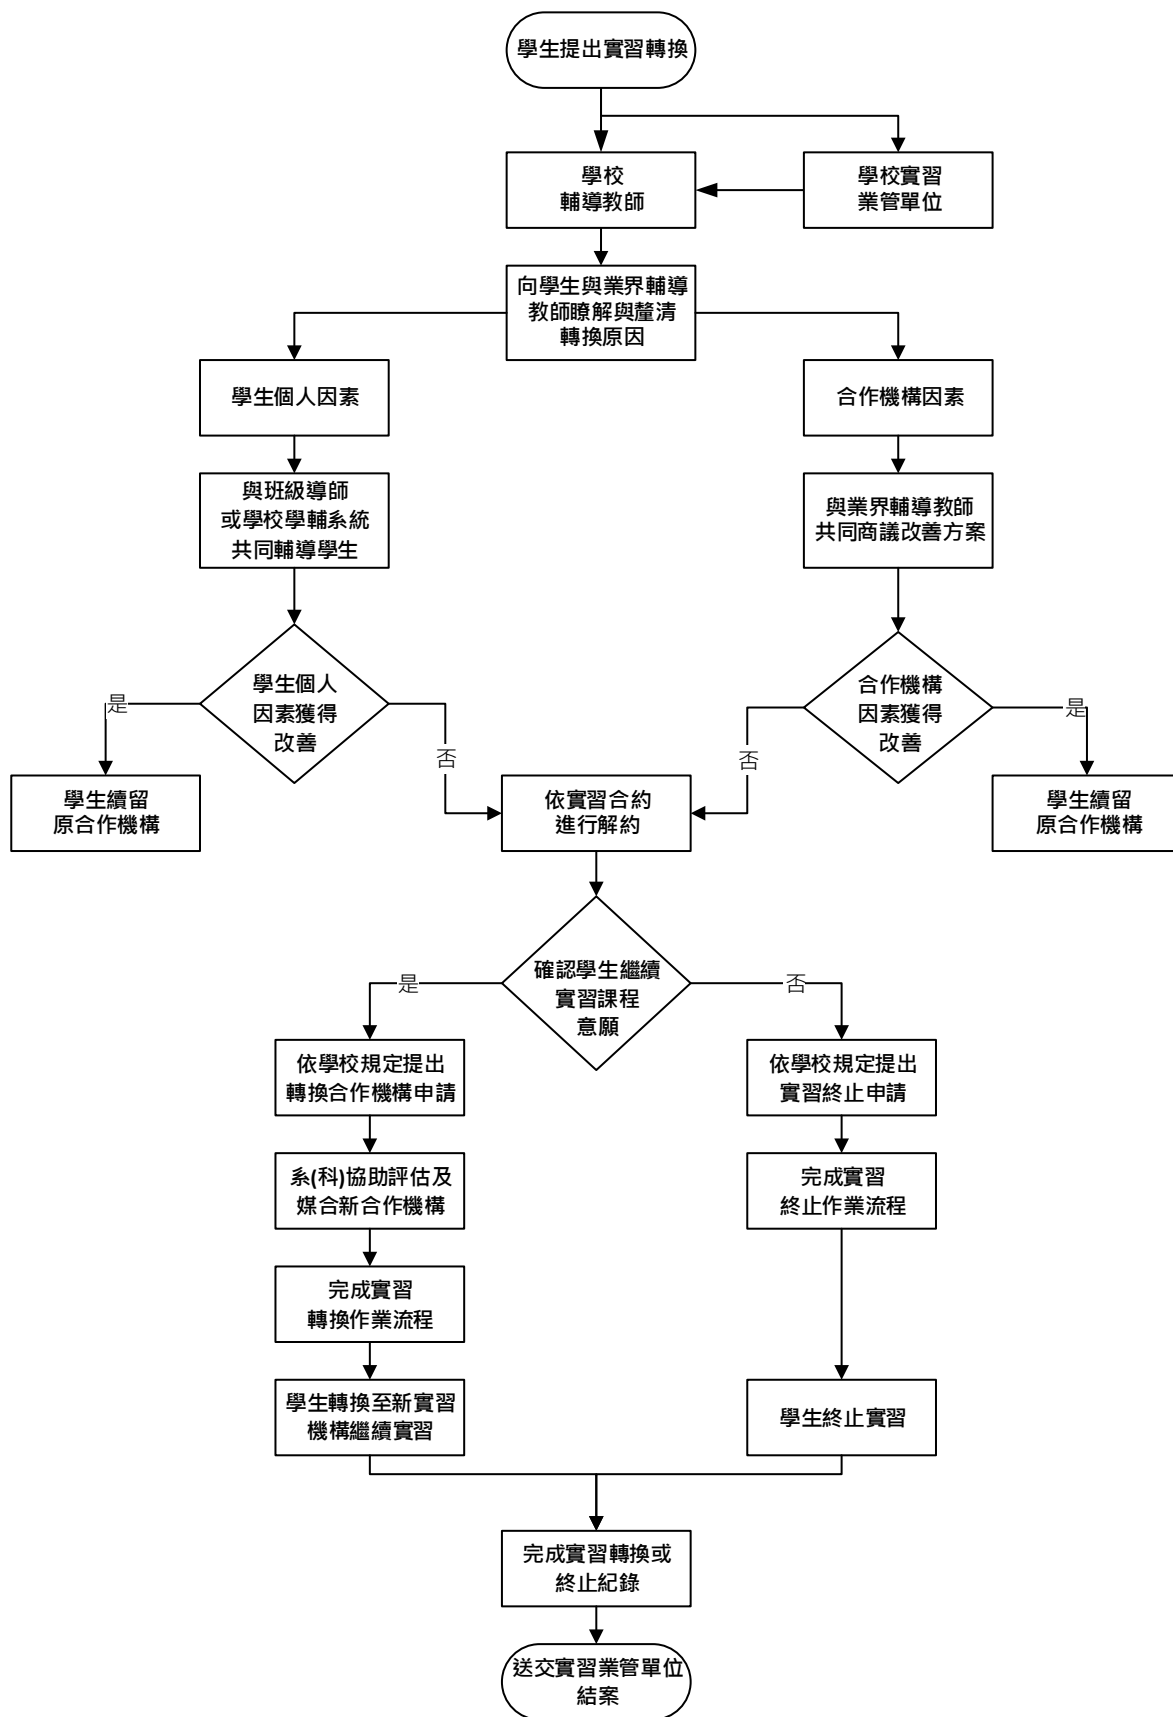 學生提出實習轉換
學校
輔導教師
學校實習
業管單位
向學生與業界輔導
教師瞭解與釐清
轉換原因
學生個人因素
合作機構因素
與班級導師
或學校學輔系統
共同輔導學生
與業界輔導教師
共同商議改善方案
學生個人
因素獲得
改善
合作機構
因素獲得
改善
是
否
否
是
學生續留
原合作機構
依實習合約
進行解約
學生續留
原合作機構
確認學生繼續
實習課程
意願
是
否
依學校規定提出
轉換合作機構申請
依學校規定提出
實習終止申請
系(科)協助評估及
媒合新合作機構
完成實習
終止作業流程
完成實習
轉換作業流程
學生轉換至新實習
機構繼續實習
學生終止實習
完成實習轉換或
終止紀錄
送交實習業管單位
結案